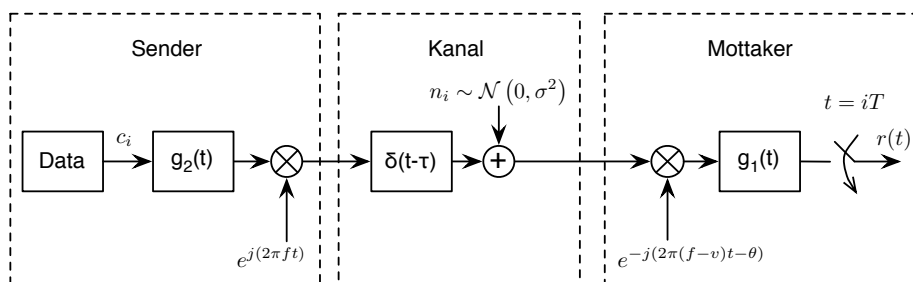 Sender
Kanal
Mottaker
n_i ∼ N(0, σ²)
t = iT
c_i
r(t)
Data
g₂(t)
δ(t-τ)
+
g₁(t)
e^{j(2πft)}
e^{-j(2π(f-v)t-θ)}